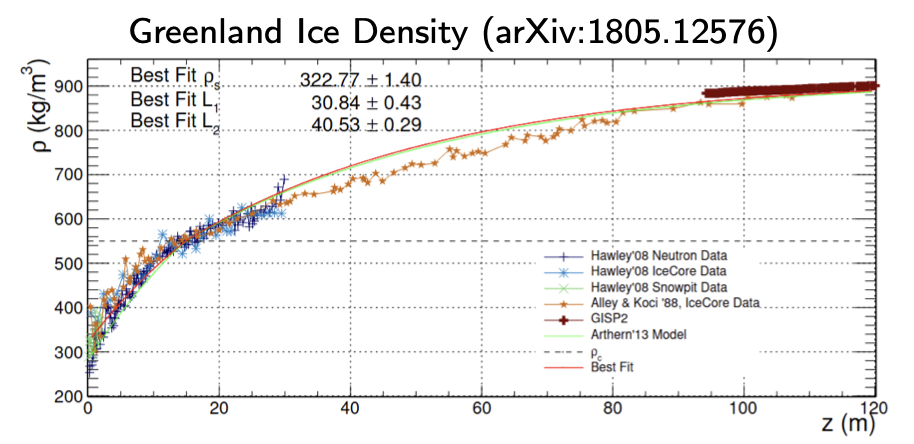 Greenland Ice Density (arXiv:1805.12576)
ρ (kg/m³)
900
800
700
600
500
400
300
200
Best Fit ρₛ 322.77 ± 1.40
Best Fit L₁ 30.84 ± 0.43
Best Fit L₂ 40.53 ± 0.29
Hawley'08 Neutron Data
Hawley'08 IceCore Data
Hawley'08 Snowpit Data
Alley & Koci '88, IceCore Data
GISP2
Arthern'13 Model
ρ_c
Best Fit
0 20 40 60 80 100 120
z (m)